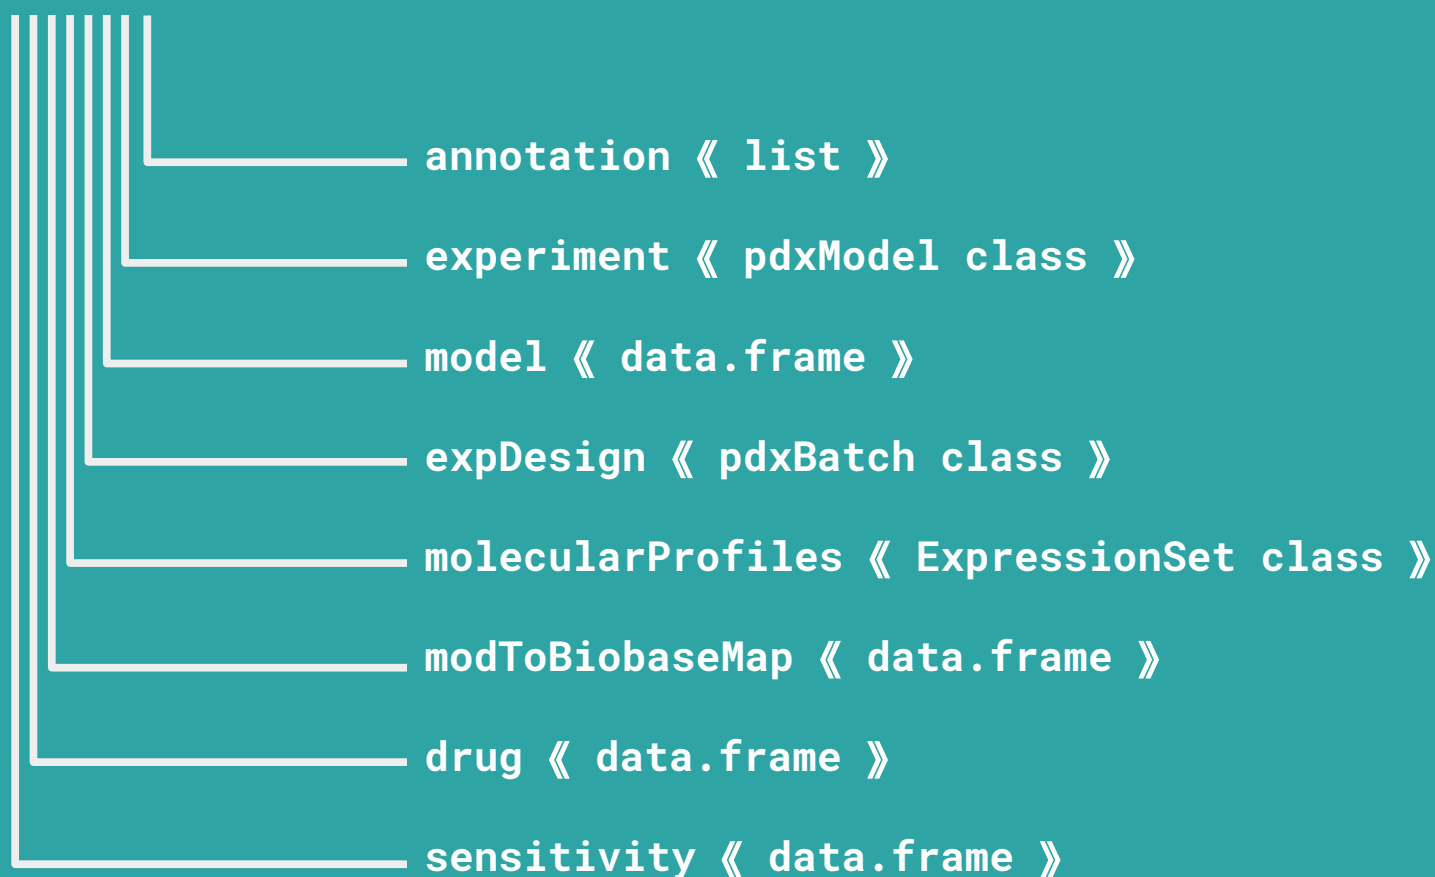 annotation 《 list 》
experiment 《 pdxModel class 》
model 《 data.frame 》
expDesign 《 pdxBatch class 》
molecularProfiles 《 ExpressionSet class 》
modToBiobaseMap 《 data.frame 》
drug 《 data.frame 》
sensitivity 《 data.frame 》